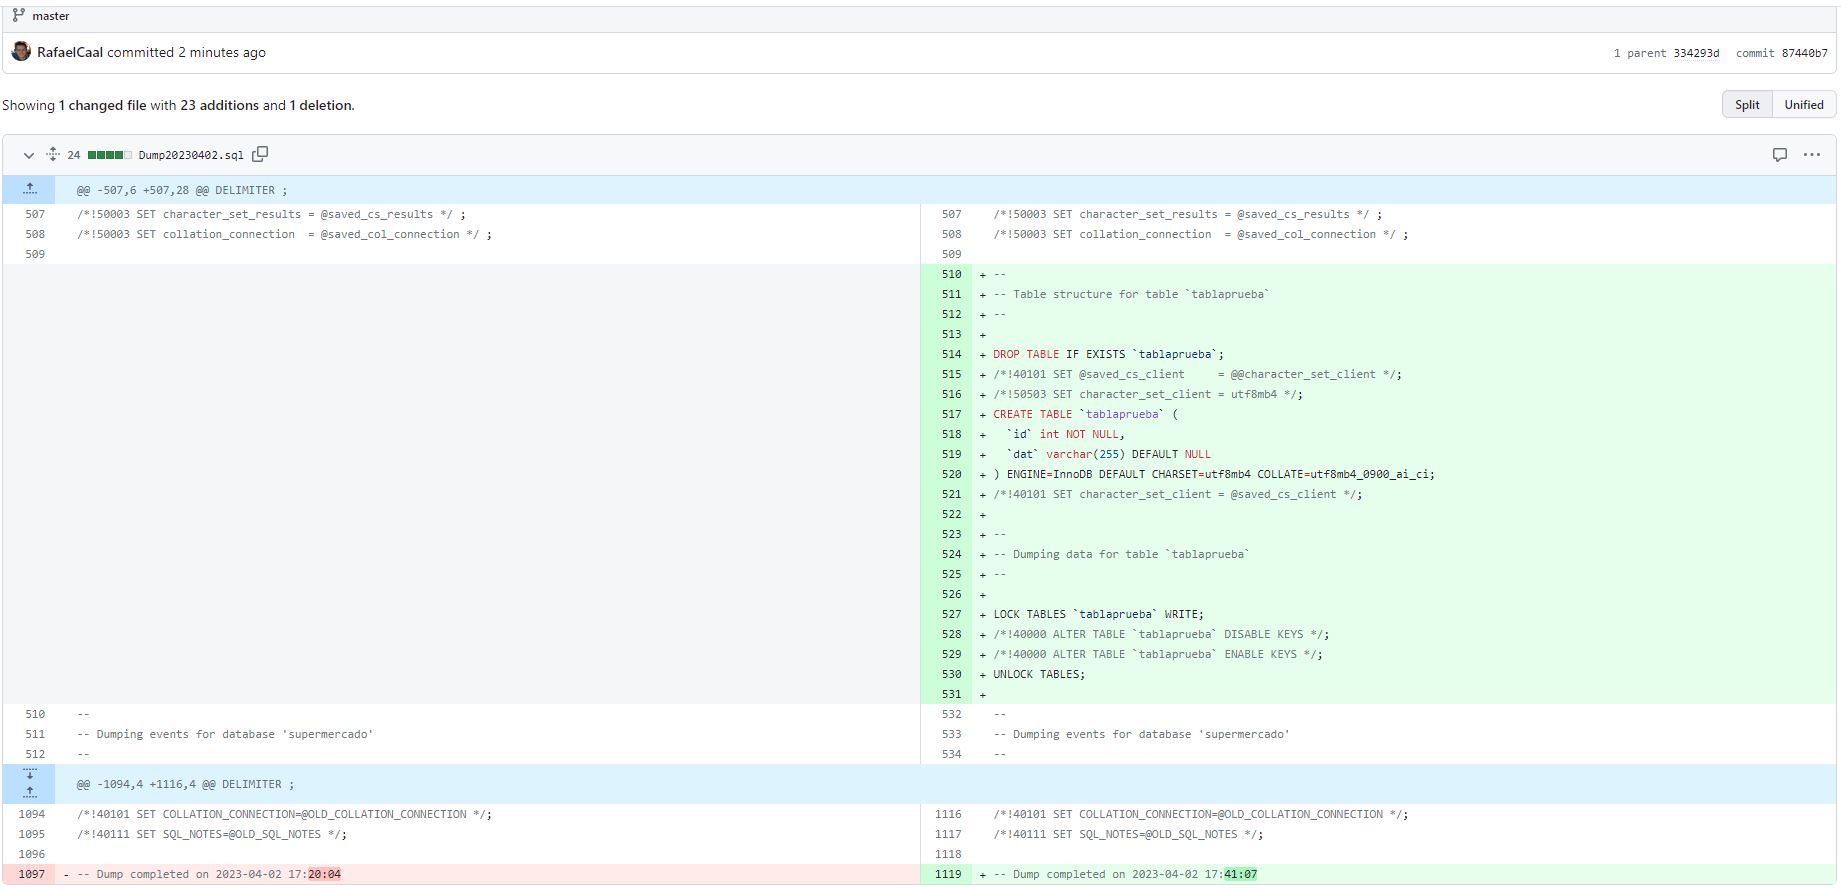 master
RafaelCaal committed 2 minutes ago
1 parent 334293d commit 87440b7
Showing 1 changed file with 23 additions and 1 deletion.
Split Unified
24 Dump20230402.sql
@@ -507,6 +507,28 @@ DELIMITER ;
507 /*!50003 SET character_set_results = @saved_cs_results */ ; 507 /*!50003 SET character_set_results = @saved_cs_results */ ;
508 /*!50003 SET collation_connection  = @saved_col_connection */ ; 508 /*!50003 SET collation_connection  = @saved_col_connection */ ;
509 509
510 + --
511 + -- Table structure for table `tablaprueba`
512 + --
513 +
514 + DROP TABLE IF EXISTS `tablaprueba`;
515 + /*!40101 SET @saved_cs_client     = @@character_set_client */;
516 + /*!50503 SET character_set_client = utf8mb4 */;
517 + CREATE TABLE `tablaprueba` (
518 +   `id` int NOT NULL,
519 +   `dat` varchar(255) DEFAULT NULL
520 + ) ENGINE=InnoDB DEFAULT CHARSET=utf8mb4 COLLATE=utf8mb4_0900_ai_ci;
521 + /*!40101 SET character_set_client = @saved_cs_client */;
522 +
523 + --
524 + -- Dumping data for table `tablaprueba`
525 + --
526 +
527 + LOCK TABLES `tablaprueba` WRITE;
528 + /*!40000 ALTER TABLE `tablaprueba` DISABLE KEYS */;
529 + /*!40000 ALTER TABLE `tablaprueba` ENABLE KEYS */;
530 + UNLOCK TABLES;
531 +
510 -- 532 --
511 -- Dumping events for database 'supermercado' 533 -- Dumping events for database 'supermercado'
512 -- 534 --
@@ -1094,4 +1116,4 @@ DELIMITER ;
1094 /*!40101 SET COLLATION_CONNECTION=@OLD_COLLATION_CONNECTION */; 1116 /*!40101 SET COLLATION_CONNECTION=@OLD_COLLATION_CONNECTION */;
1095 /*!40111 SET SQL_NOTES=@OLD_SQL_NOTES */; 1117 /*!40111 SET SQL_NOTES=@OLD_SQL_NOTES */;
1096 1118
1097 - -- Dump completed on 2023-04-02 17:20:04 1119 + -- Dump completed on 2023-04-02 17:41:07